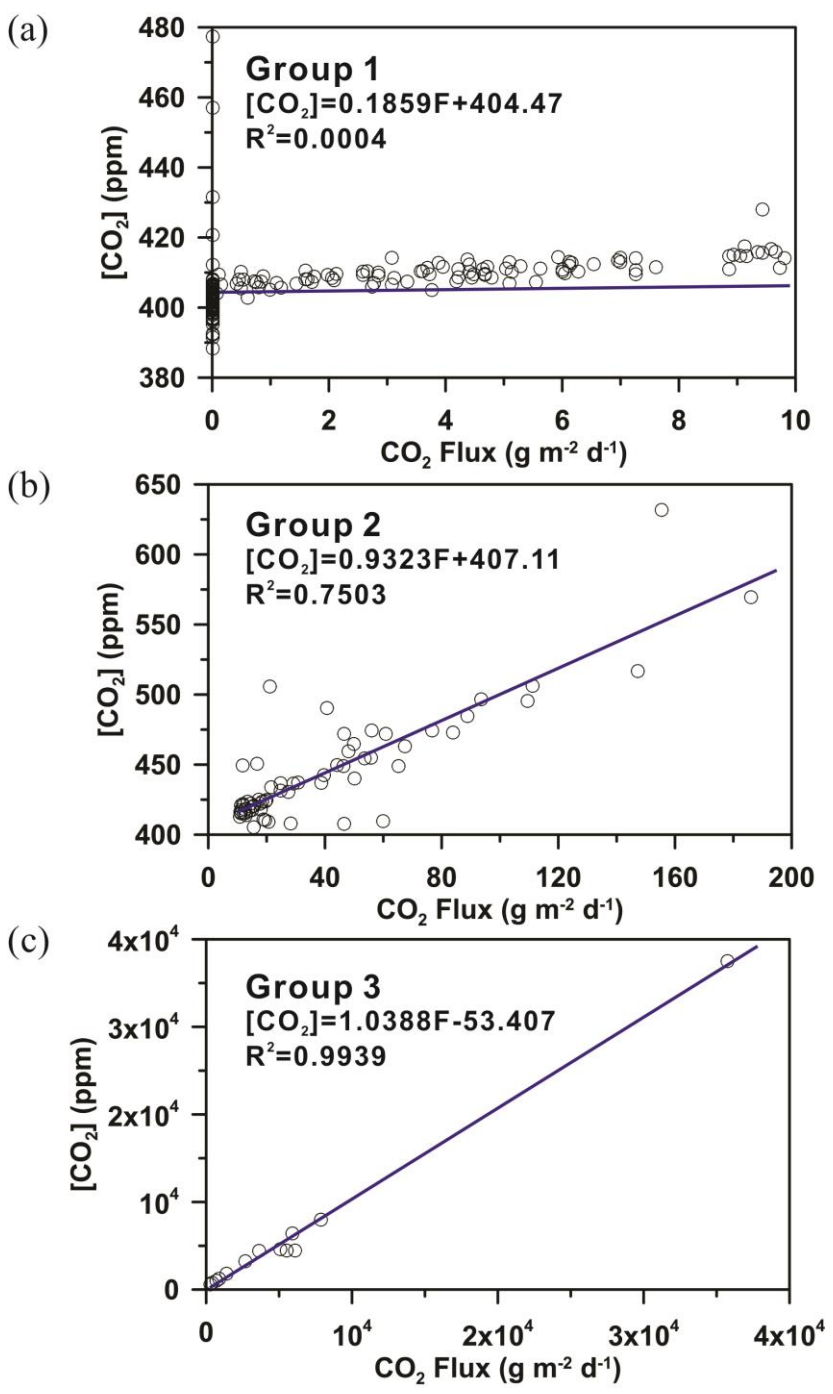 (a)
480
460
440
420
400
380
[CO₂] (ppm)
Group 1
[CO₂]=0.1859F+404.47
R²=0.0004
0 2 4 6 8 10
CO₂ Flux (g m⁻² d⁻¹)
(b)
650
600
550
500
450
400
[CO₂] (ppm)
Group 2
[CO₂]=0.9323F+407.11
R²=0.7503
0 40 80 120 160 200
CO₂ Flux (g m⁻² d⁻¹)
(c)
4x10⁴
3x10⁴
2x10⁴
10⁴
0
[CO₂] (ppm)
Group 3
[CO₂]=1.0388F-53.407
R²=0.9939
0 10⁴ 2x10⁴ 3x10⁴ 4x10⁴
CO₂ Flux (g m⁻² d⁻¹)